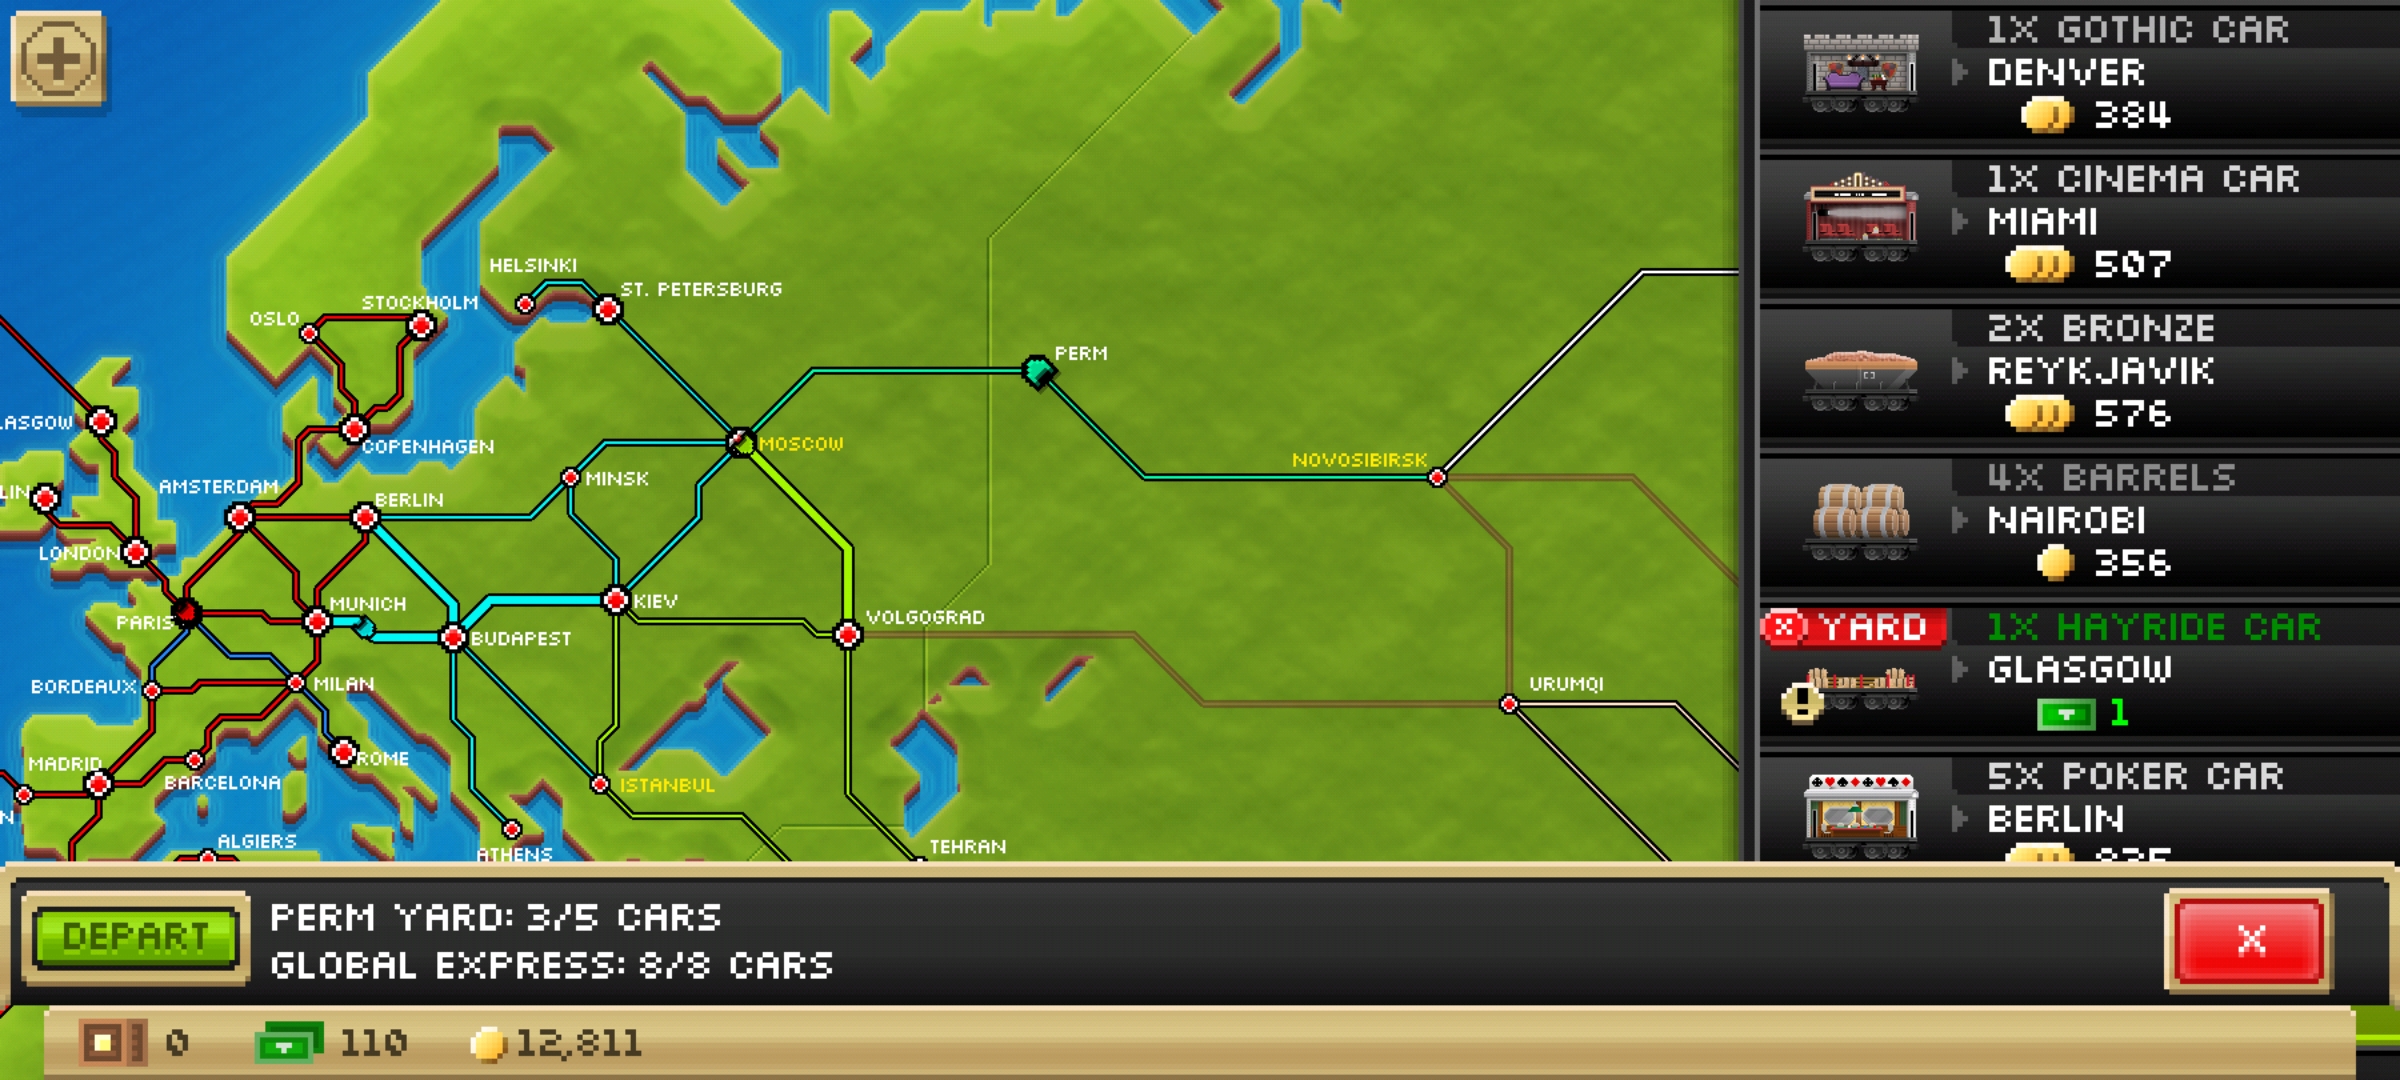 HELSINKI
ST. PETERSBURG
STOCKHOLM
OSLO
PERM
LASGOW
COPENHAGEN
MOSCOW
NOVOSIBIRSK
MINSK
AMSTERDAM
LIN
BERLIN
LONDON
MUNICH
KIEV
PARIS
VOLGOGRAD
BUDAPEST
BORDEAUX
MILAN
URUMQI
MADRID
ROME
BARCELONA
ISTANBUL
N
ALGIERS
ATHENS
TEHRAN
1X GOTHIC CAR
DENVER
384
1X CINEMA CAR
MIAMI
507
2X BRONZE
REYKJAVIK
576
4X BARRELS
NAIROBI
356
X YARD
1X HAYRIDE CAR
GLASGOW
1
5X POKER CAR
BERLIN
DEPART
PERM YARD: 3/5 CARS
GLOBAL EXPRESS: 8/8 CARS
X
0
110
12,811